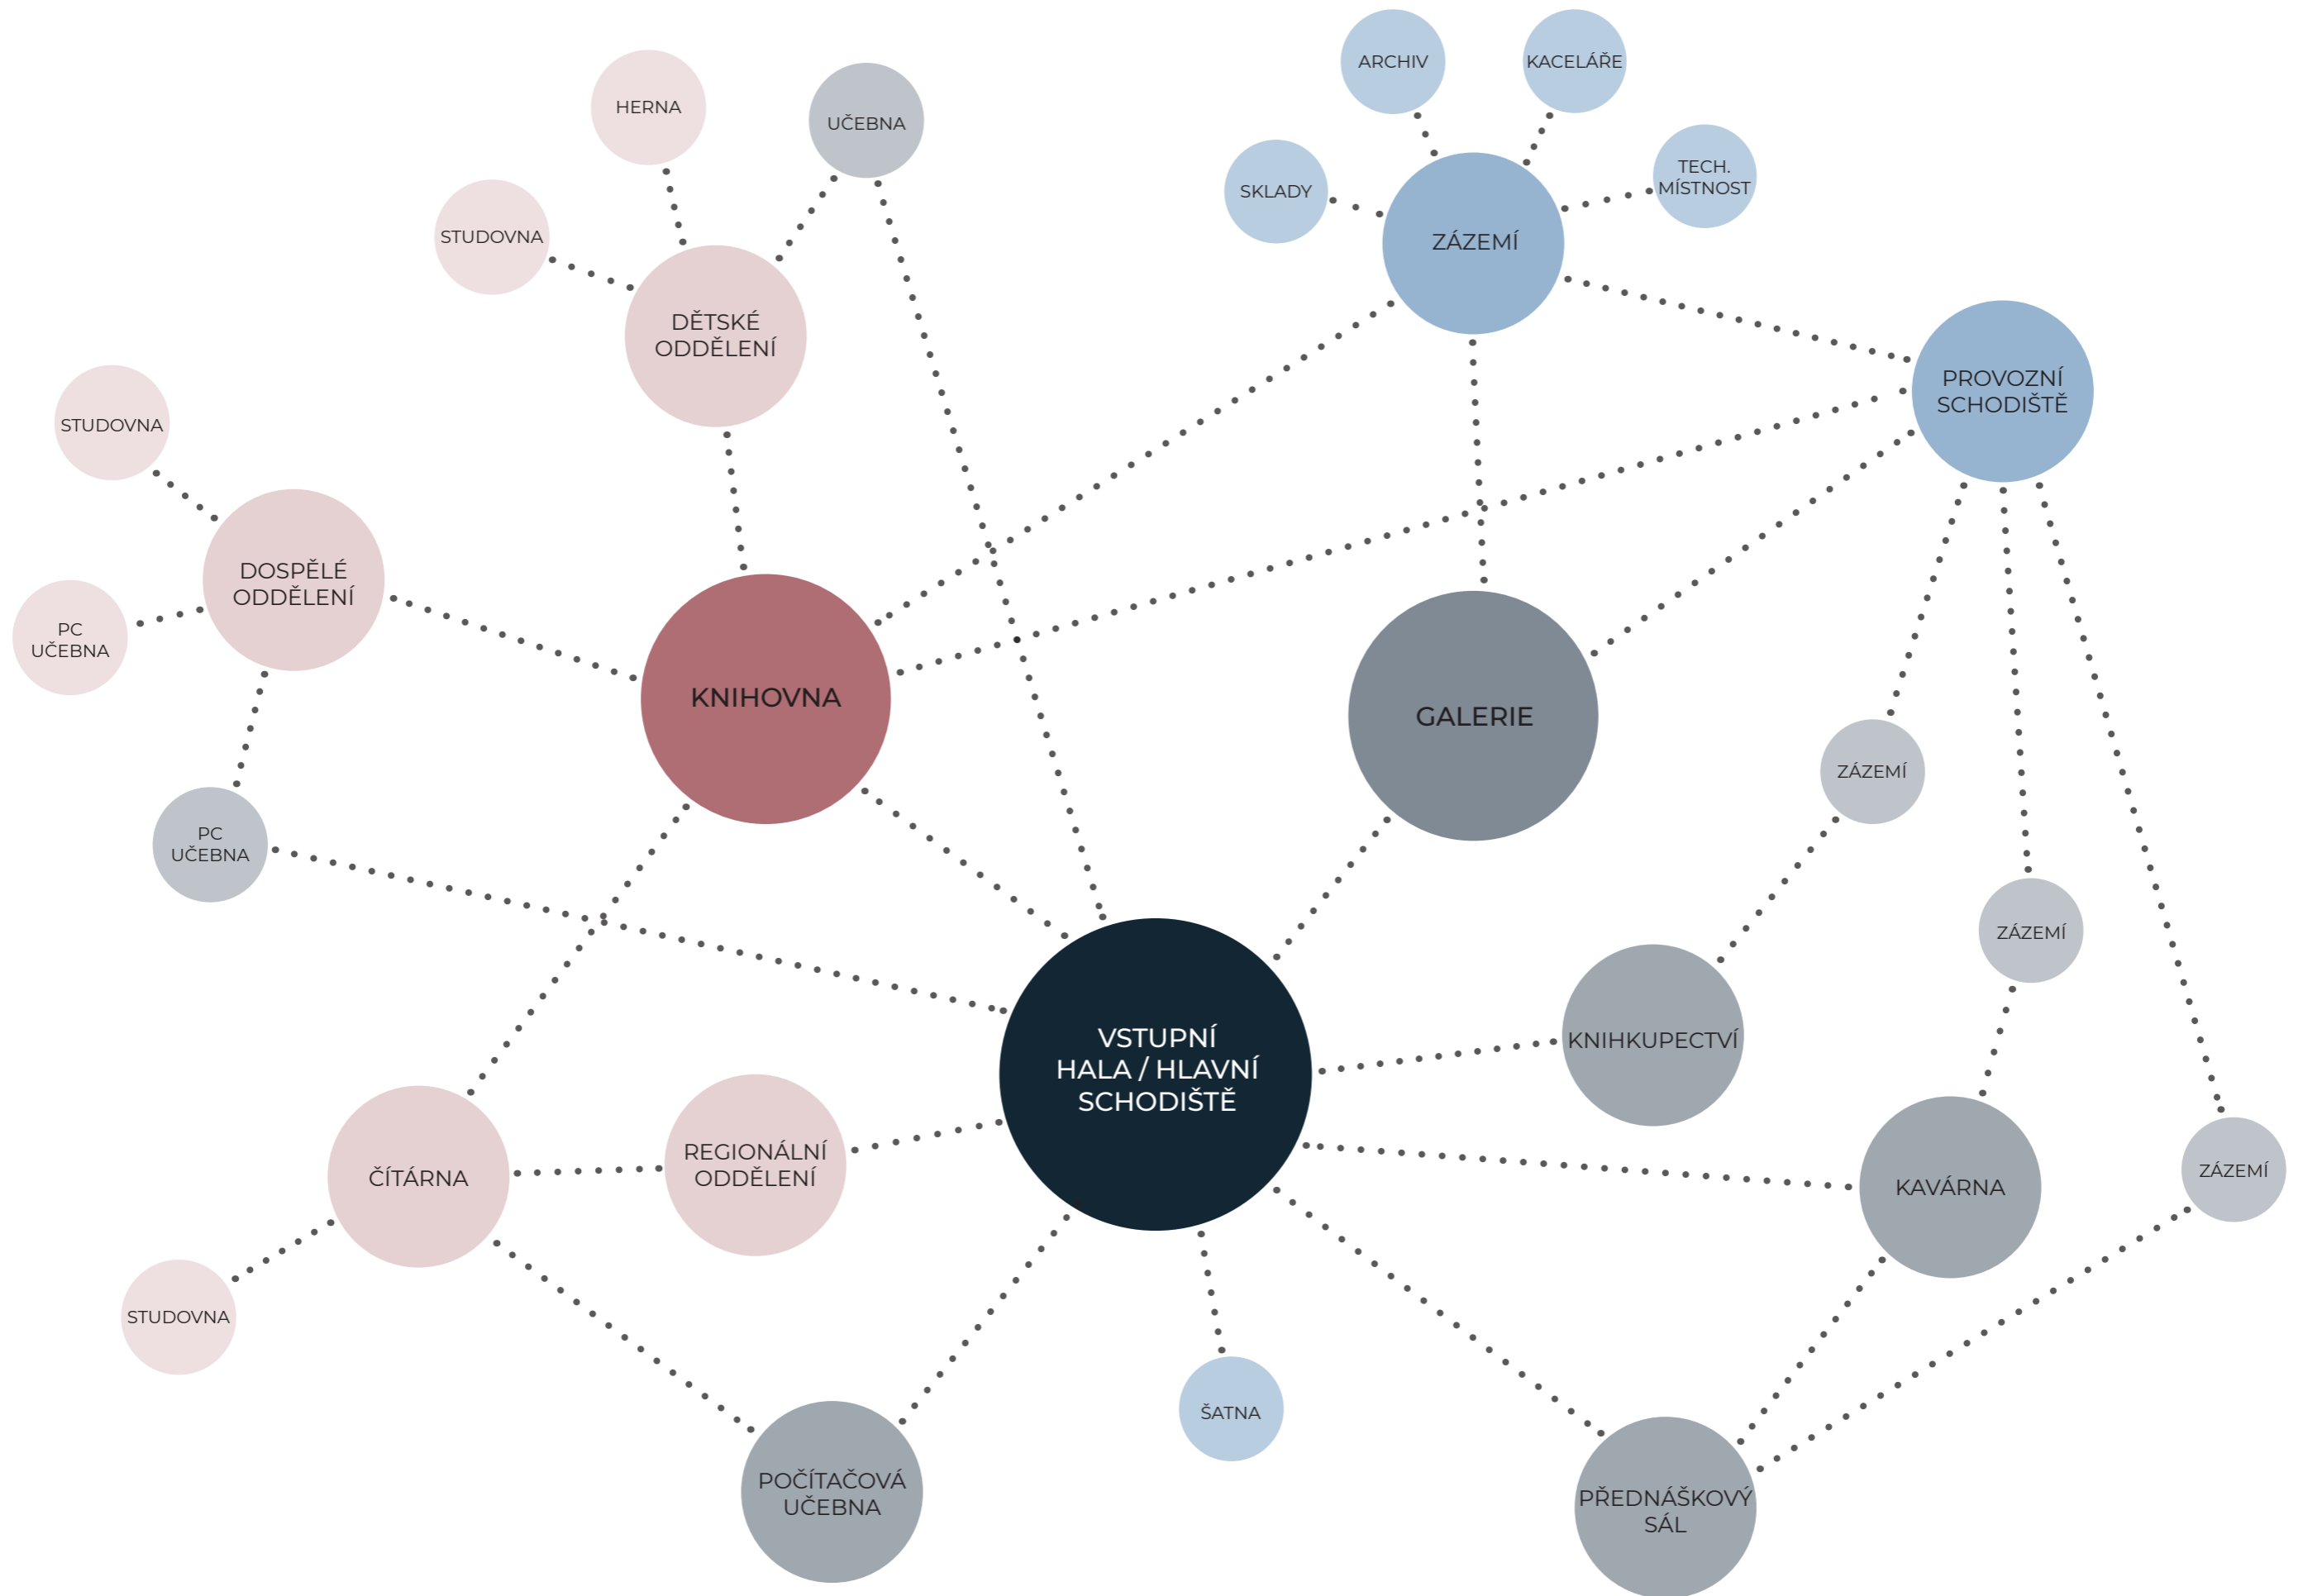 ARCHIV
KACELÁŘE
HERNA
UČEBNA
TECH.
MÍSTNOST
SKLADY
STUDOVNA
ZÁZEMÍ
DĚTSKÉ
ODDĚLENÍ
PROVOZNÍ
SCHODIŠTĚ
STUDOVNA
DOSPĚLÉ
ODDĚLENÍ
PC
UČEBNA
KNIHOVNA
GALERIE
ZÁZEMÍ
PC
UČEBNA
ZÁZEMÍ
VSTUPNÍ
HALA / HLAVNÍ
SCHODIŠTĚ
KNIHKUPECTVÍ
REGIONÁLNÍ
ODDĚLENÍ
ČÍTÁRNA
KAVÁRNA
ZÁZEMÍ
STUDOVNA
ŠATNA
POČÍTAČOVÁ
UČEBNA
PŘEDNÁŠKOVÝ
SÁL